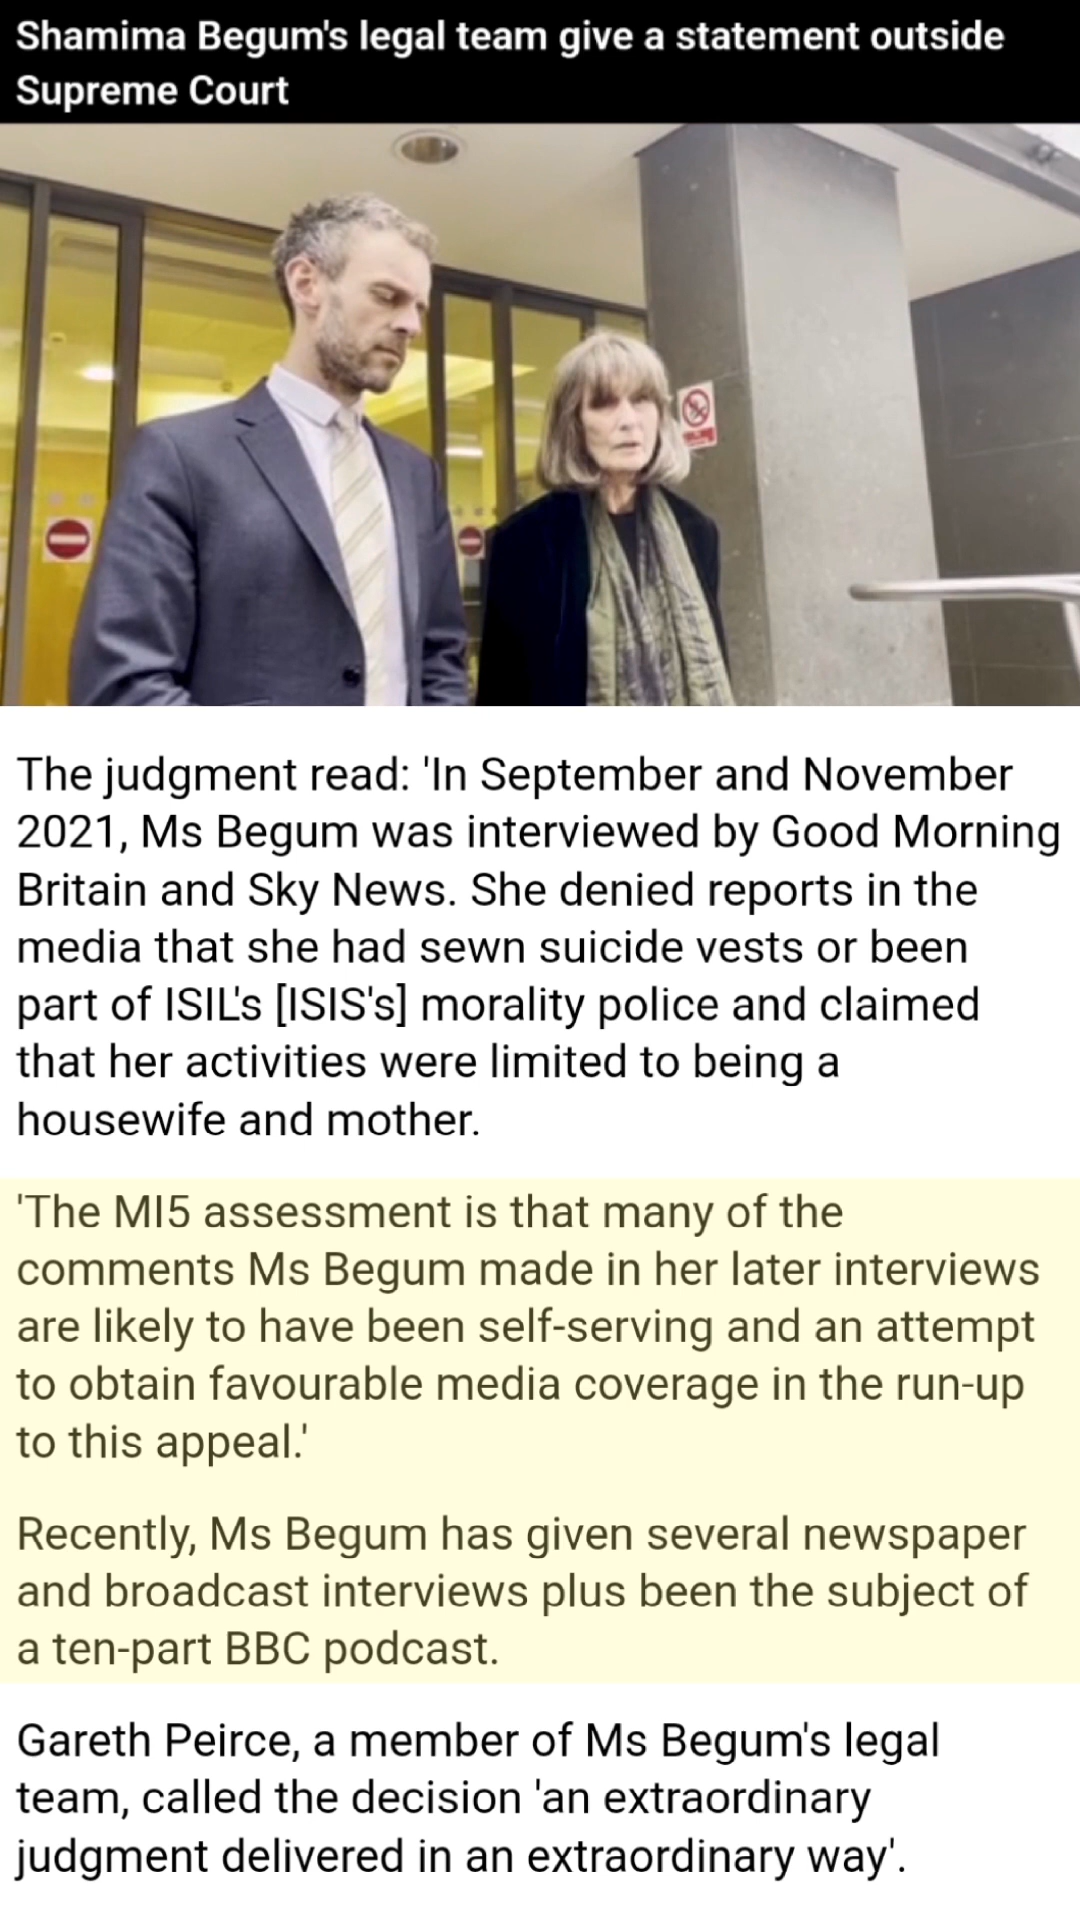 Shamima Begum's legal team give a statement outside
Supreme Court
The judgment read: 'In September and November
2021, Ms Begum was interviewed by Good Morning
Britain and Sky News. She denied reports in the
media that she had sewn suicide vests or been
part of ISIL's [ISIS's] morality police and claimed
that her activities were limited to being a
housewife and mother.
'The MI5 assessment is that many of the
comments Ms Begum made in her later interviews
are likely to have been self-serving and an attempt
to obtain favourable media coverage in the run-up
to this appeal.'
Recently, Ms Begum has given several newspaper
and broadcast interviews plus been the subject of
a ten-part BBC podcast.
Gareth Peirce, a member of Ms Begum's legal
team, called the decision 'an extraordinary
judgment delivered in an extraordinary way'.